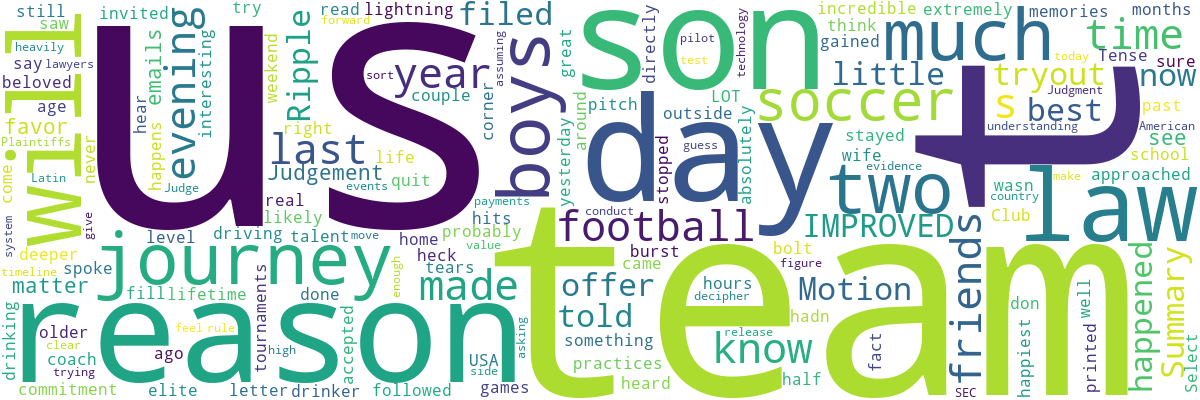 still
saw
invited
try
read
lightning
filed
heavily
lawyers
say
beloved
age
favor
Plaintiffs
come
never
Latin
will
us
evening
emails
interesting
weekend
Ripple
sort
assuming
year
couple
corner
boys
great
hear
happens
Judge
right
last
life
Judgement
events
quit
real
likely
son
much
incredible
extremely
memories
months
think
gained
time
directly
pilot
test
technology
today
Tense
sure
little
tryout
now
Judgment
pitch
LOT
soccer
s
best
past
around
outside
understanding
American
yesterday
day
t
stayed
see
school
stopped
guess
absolutely
wife
evidence
make
wasn
country
approached
two
law
Club
system
give
level
driving
talent
move
payments
hits
home
probably
value
conduct
football
IMPROVED
friends
deeper
journey
heck
tears
burst
bolt
came
figure
timeline
spoke
matter
fill
lifetime
made
enough
offer
hours
decipher
Motion
Summary
happened
drinking
reason
team
older
done
told
hadn
don
well
clear
trying
coach
ago
tournaments
feel
rule
accepted
USA
side
asking
something
know
release
fact
forward
high
practices
half
happiest
printed
Select
commitment
elite
letter
drinker
followed
games
heard
SEC